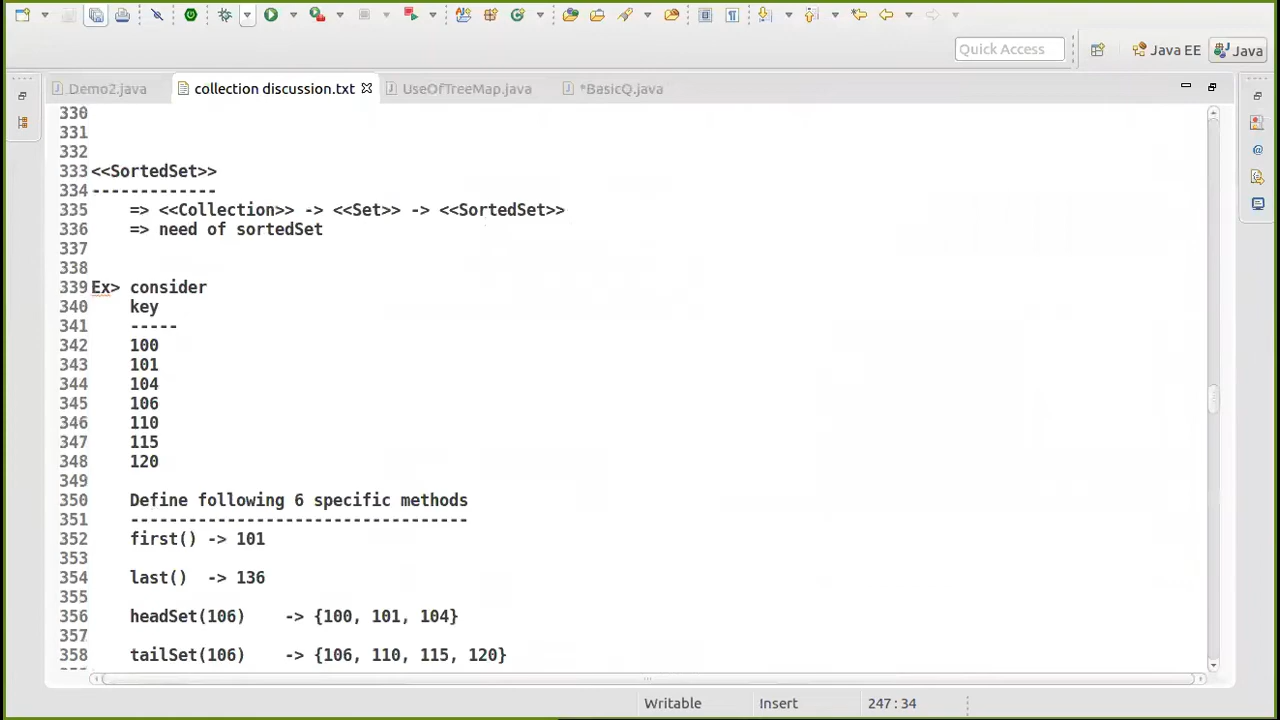 Quick Access
Java EE
Java
Demo2.java
collection discussion.txt
UseOfTreeMap.java
*BasicQ.java
330
331
332
333 <<SortedSet>>
334 -------------
335 => <<Collection>> -> <<Set>> -> <<SortedSet>>
336 => need of sortedSet
337
338
339 Ex> consider
340 key
341 -----
342 100
343 101
344 104
345 106
346 110
347 115
348 120
349
350 Define following 6 specific methods
351 -----------------------------------
352 first() -> 101
353
354 last() -> 136
355
356 headSet(106) -> {100, 101, 104}
357
358 tailSet(106) -> {106, 110, 115, 120}
Writable
Insert
247 : 34